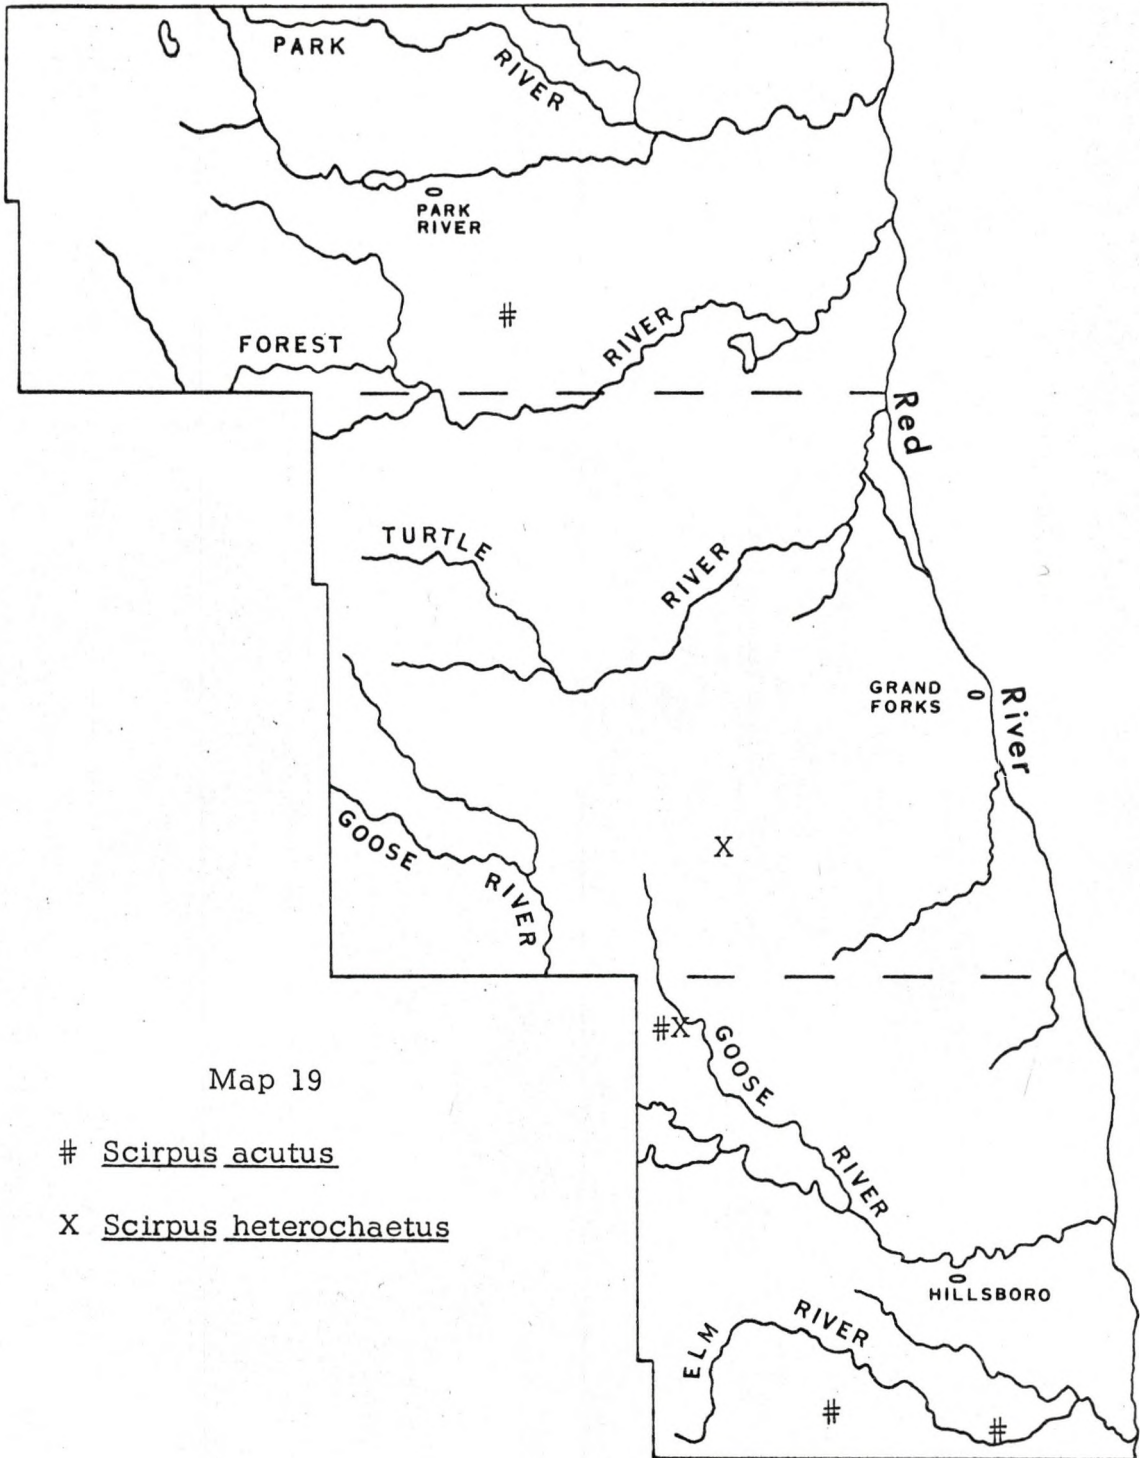 PARK
RIVER
PARK
RIVER
#
FOREST
RIVER
Red
TURTLE
RIVER
GRAND
FORKS
River
GOOSE
RIVER
X
#X
GOOSE
RIVER
Map 19
# Scirpus acutus
X Scirpus heterochaetus
HILLSBORO
ELM
RIVER
#
#